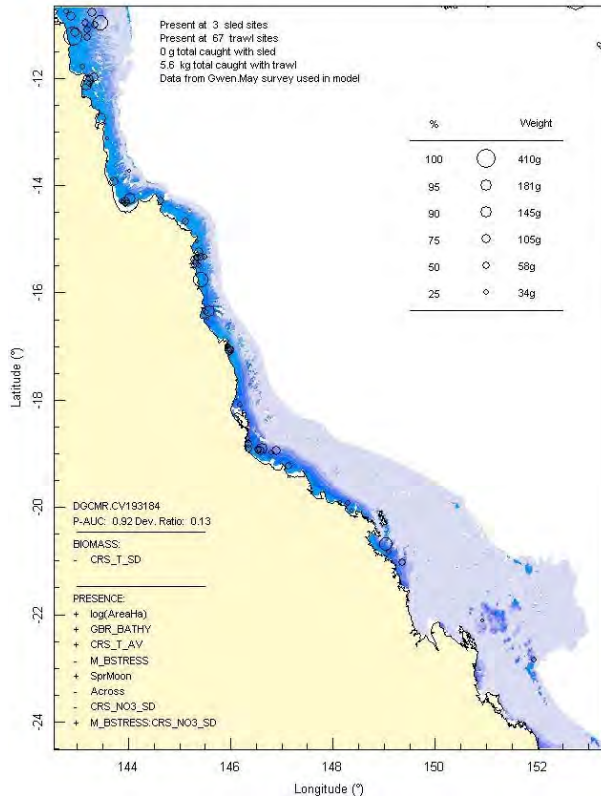 Present at 3 sled sites
Present at 67 trawl sites
0 g total caught with sled
5.6 kg total caught with trawl
Data from Gwen.May survey used in model
% Weight
100 410g
95 181g
90 145g
75 105g
50 58g
25 34g
Latitude (°)
-12
-14
-16
-18
-20
-22
-24
DGCMR.CV193184
P-AUC: 0.92 Dev. Ratio: 0.13
BIOMASS:
- CRS_T_SD
PRESENCE:
+ log(AreaHa)
+ GBR_BATHY
+ CRS_T_AV
- M_BSTRESS
+ SprMoon
- Across
- CRS_NO3_SD
+ M_BSTRESS:CRS_NO3_SD
144 146 148 150 152
Longitude (°)